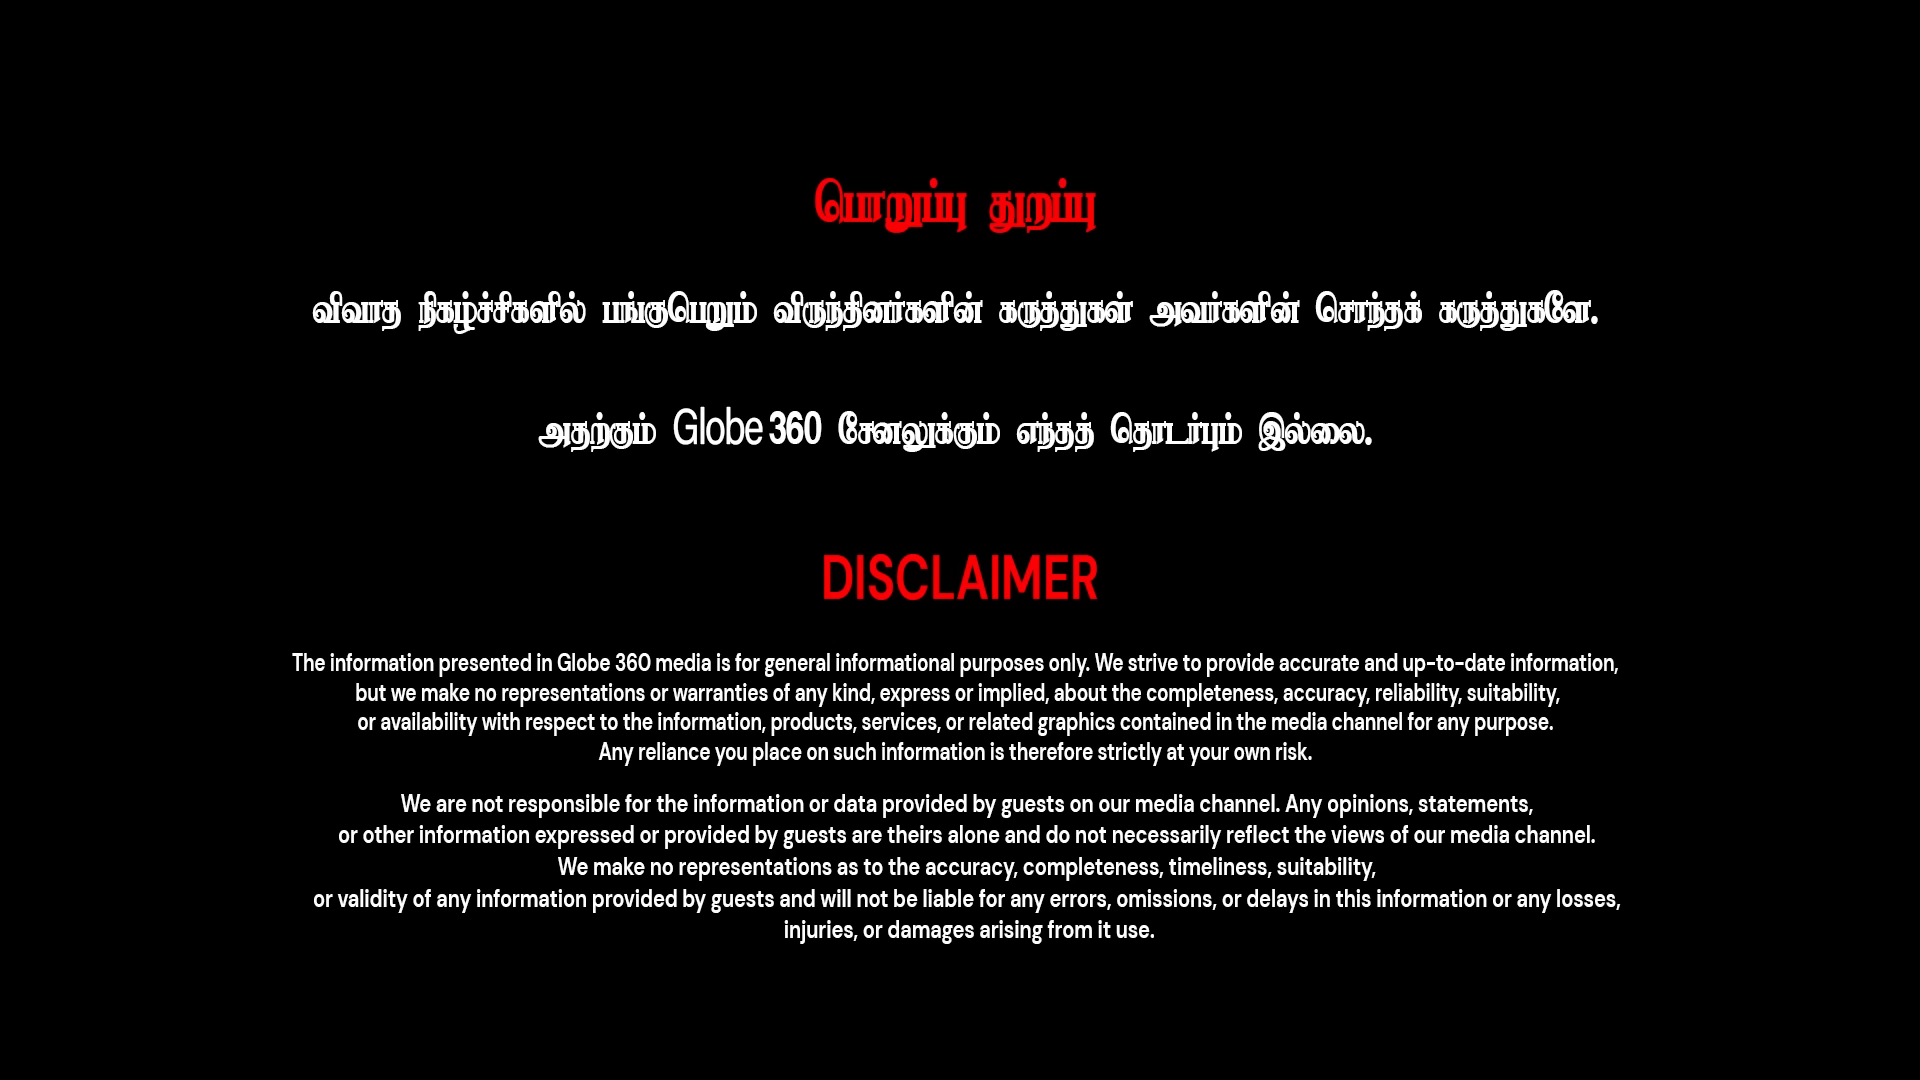 பொறுப்பு துறப்பு
விவாத நிகழ்ச்சிகளில் பங்குபெறும் விருந்தினர்களின் கருத்துகள் அவர்களின் சொந்தக் கருத்துகளே.
அதற்கும் Globe 360 சேனலுக்கும் எந்தத் தொடர்பும் இல்லை.
DISCLAIMER
The information presented in Globe 360 media is for general informational purposes only. We strive to provide accurate and up-to-date information,
but we make no representations or warranties of any kind, express or implied, about the completeness, accuracy, reliability, suitability,
or availability with respect to the information, products, services, or related graphics contained in the media channel for any purpose.
Any reliance you place on such information is therefore strictly at your own risk.
We are not responsible for the information or data provided by guests on our media channel. Any opinions, statements,
or other information expressed or provided by guests are theirs alone and do not necessarily reflect the views of our media channel.
We make no representations as to the accuracy, completeness, timeliness, suitability,
or validity of any information provided by guests and will not be liable for any errors, omissions, or delays in this information or any losses,
injuries, or damages arising from it use.